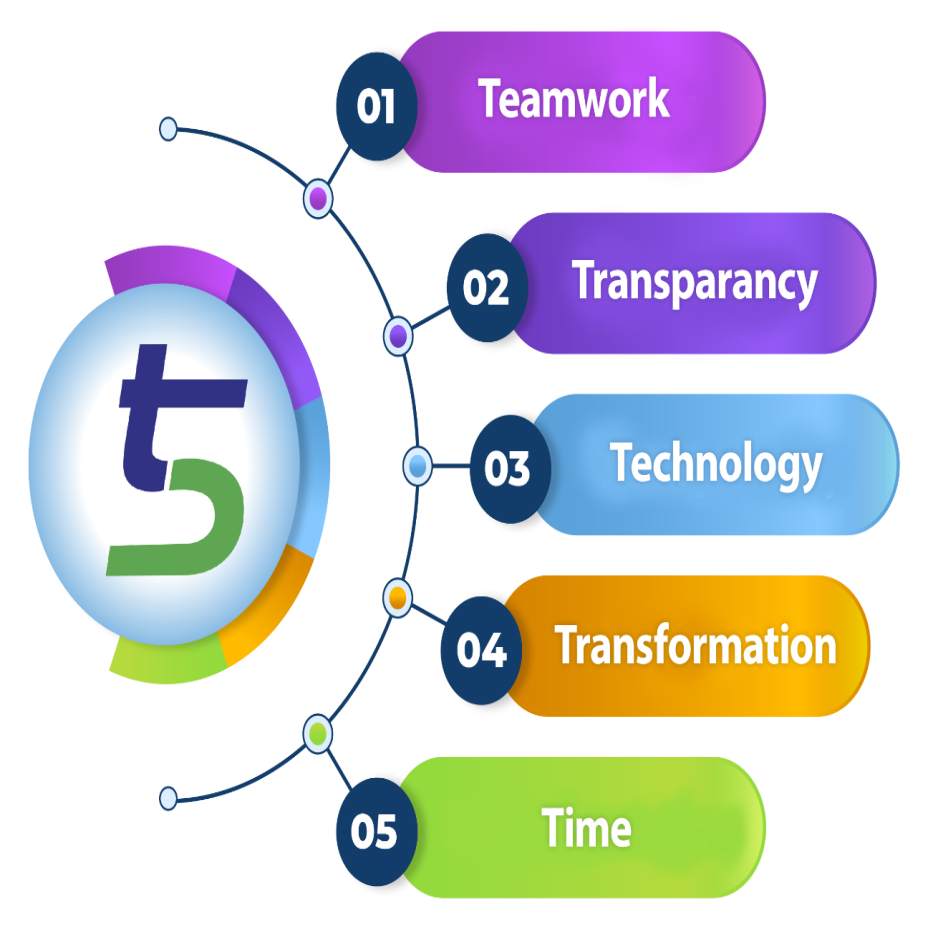 01
Teamwork
02
Transparancy
03
Technology
04
Transformation
05
Time
t5